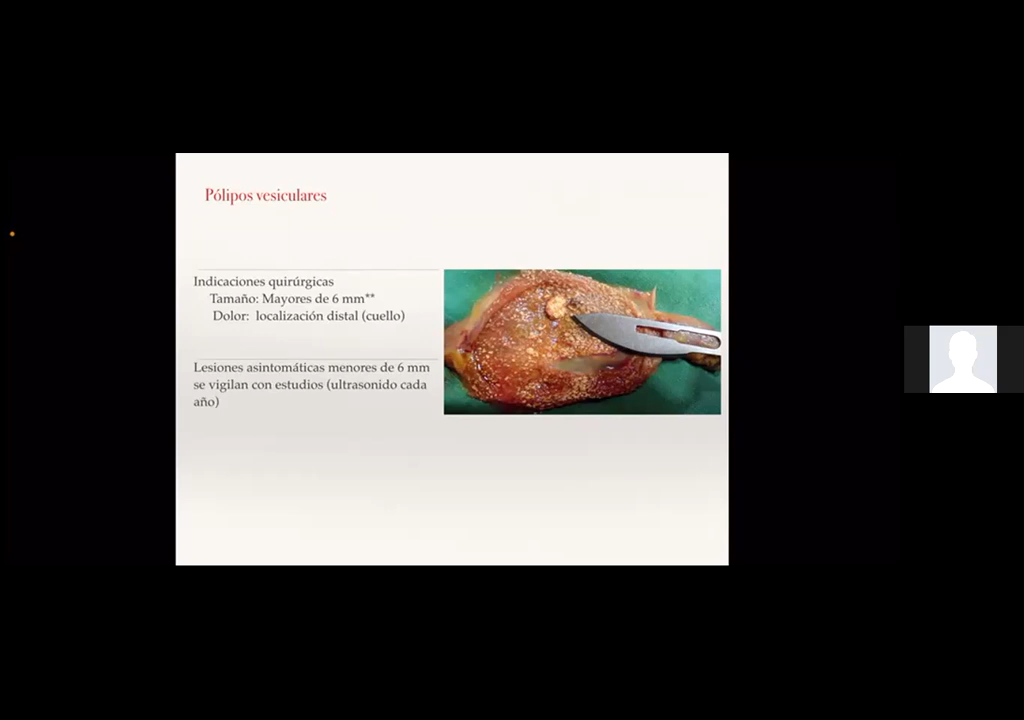 Pólipos vesiculares
Indicaciones quirúrgicas
Tamaño: Mayores de 6 mm**
Dolor: localización distal (cuello)
Lesiones asintomáticas menores de 6 mm
se vigilan con estudios (ultrasonido cada
año)